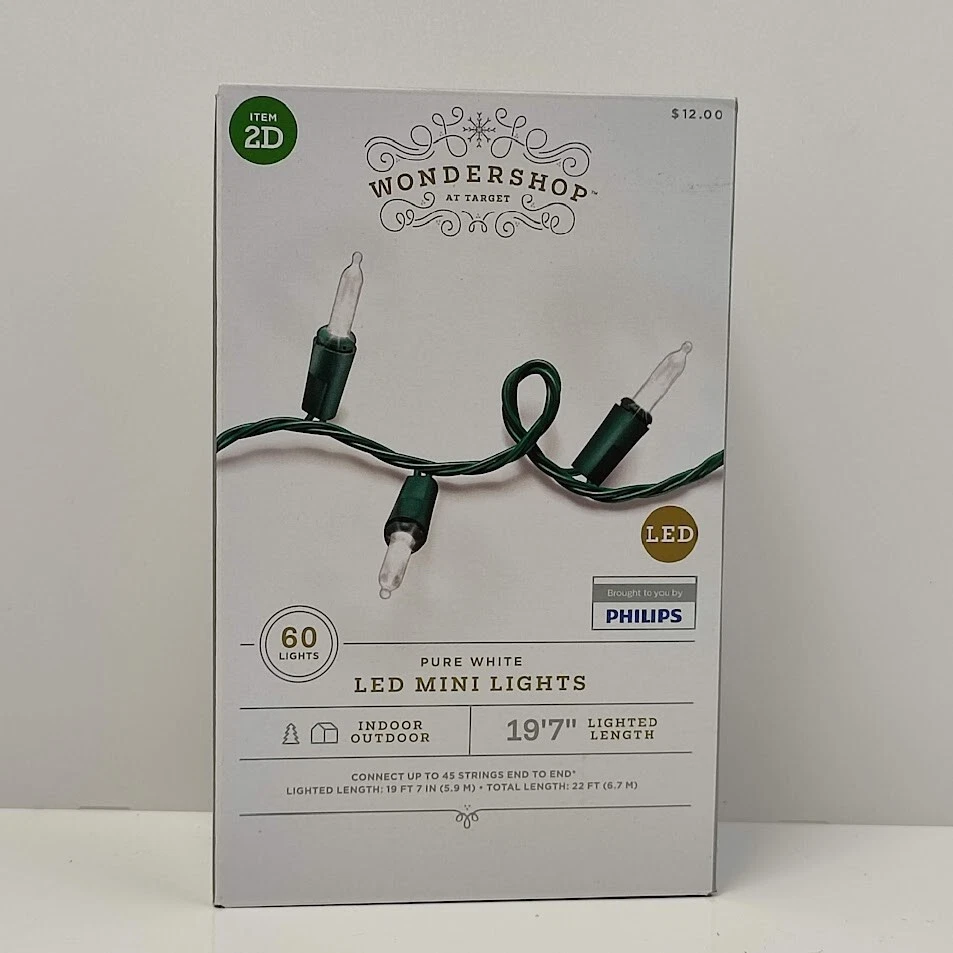 ITEM
2D
$12.00
WONDERSHOP™
AT TARGET
LED
Brought to you by
PHILIPS
60
LIGHTS
PURE WHITE
LED MINI LIGHTS
INDOOR
OUTDOOR
19'7"
LIGHTED
LENGTH
CONNECT UP TO 45 STRINGS END TO END*
LIGHTED LENGTH: 19 FT 7 IN (5.9 M) • TOTAL LENGTH: 22 FT (6.7 M)